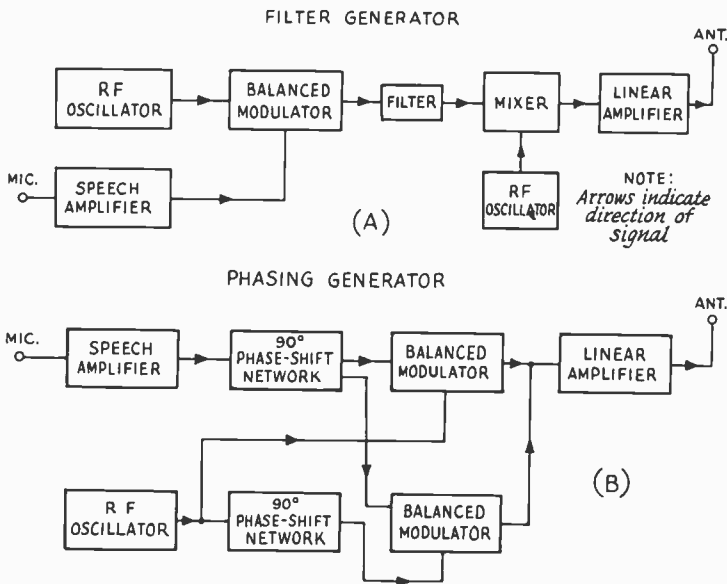 FILTER GENERATOR
ANT.
RF
OSCILLATOR
BALANCED
MODULATOR
FILTER
MIXER
LINEAR
AMPLIFIER
MIC.
SPEECH
AMPLIFIER
RF
OSCILLATOR
NOTE:
Arrows indicate
direction of
signal
(A)
PHASING GENERATOR
ANT.
MIC.
SPEECH
AMPLIFIER
90°
PHASE-SHIFT
NETWORK
BALANCED
MODULATOR
LINEAR
AMPLIFIER
R F
OSCILLATOR
90°
PHASE-SHIFT
NETWORK
BALANCED
MODULATOR
(B)